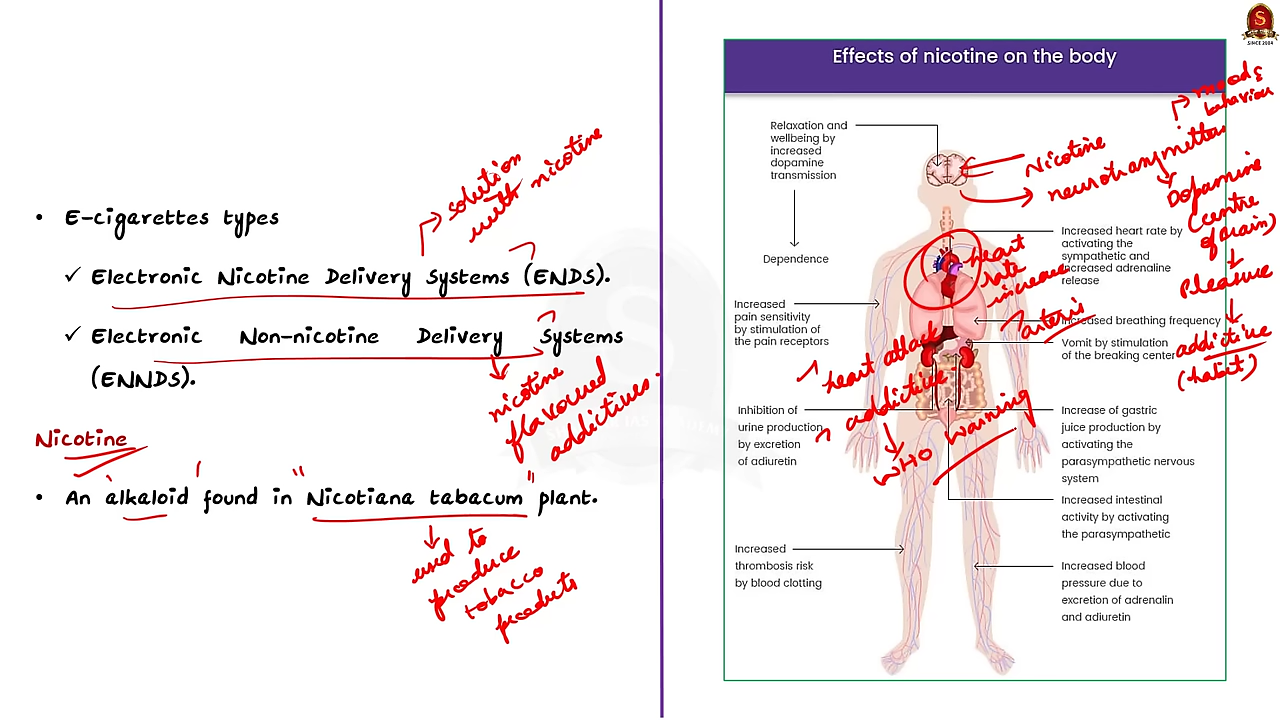 SINCE 2004
• E-cigarettes types
✓ Electronic Nicotine Delivery Systems (ENDS).
solution
with nicotine
✓ Electronic Non-nicotine Delivery Systems
(ENNDS).
nicotine
flavoured
addictives.
Nicotine
• An 'alkaloid' found in "Nicotiana tabacum" plant.
used to
produce
tobacco
products
Effects of nicotine on the body
Relaxation and
wellbeing by
increased
dopamine
transmission
Dependence
Increased
pain sensitivity
by stimulation of
the pain receptors
Inhibition of
urine production
by excretion
of adiuretin
Increased
thrombosis risk
by blood clotting
Increased heart rate by
activating the
sympathetic and
increased adrenaline
release
Increased breathing frequency
Vomit by stimulation
of the breaking center
Increase of gastric
juice production by
activating the
parasympathetic nervous
system
Increased intestinal
activity by activating
the parasympathetic
Increased blood
pressure due to
excretion of adrenalin
and adiuretin
Nicotine
moods
behaviour
Dopamine
(centre
of brain)
Pleasure
addictive
(habit)
heart
rate
increase
heart attack
addictive
WHO warning